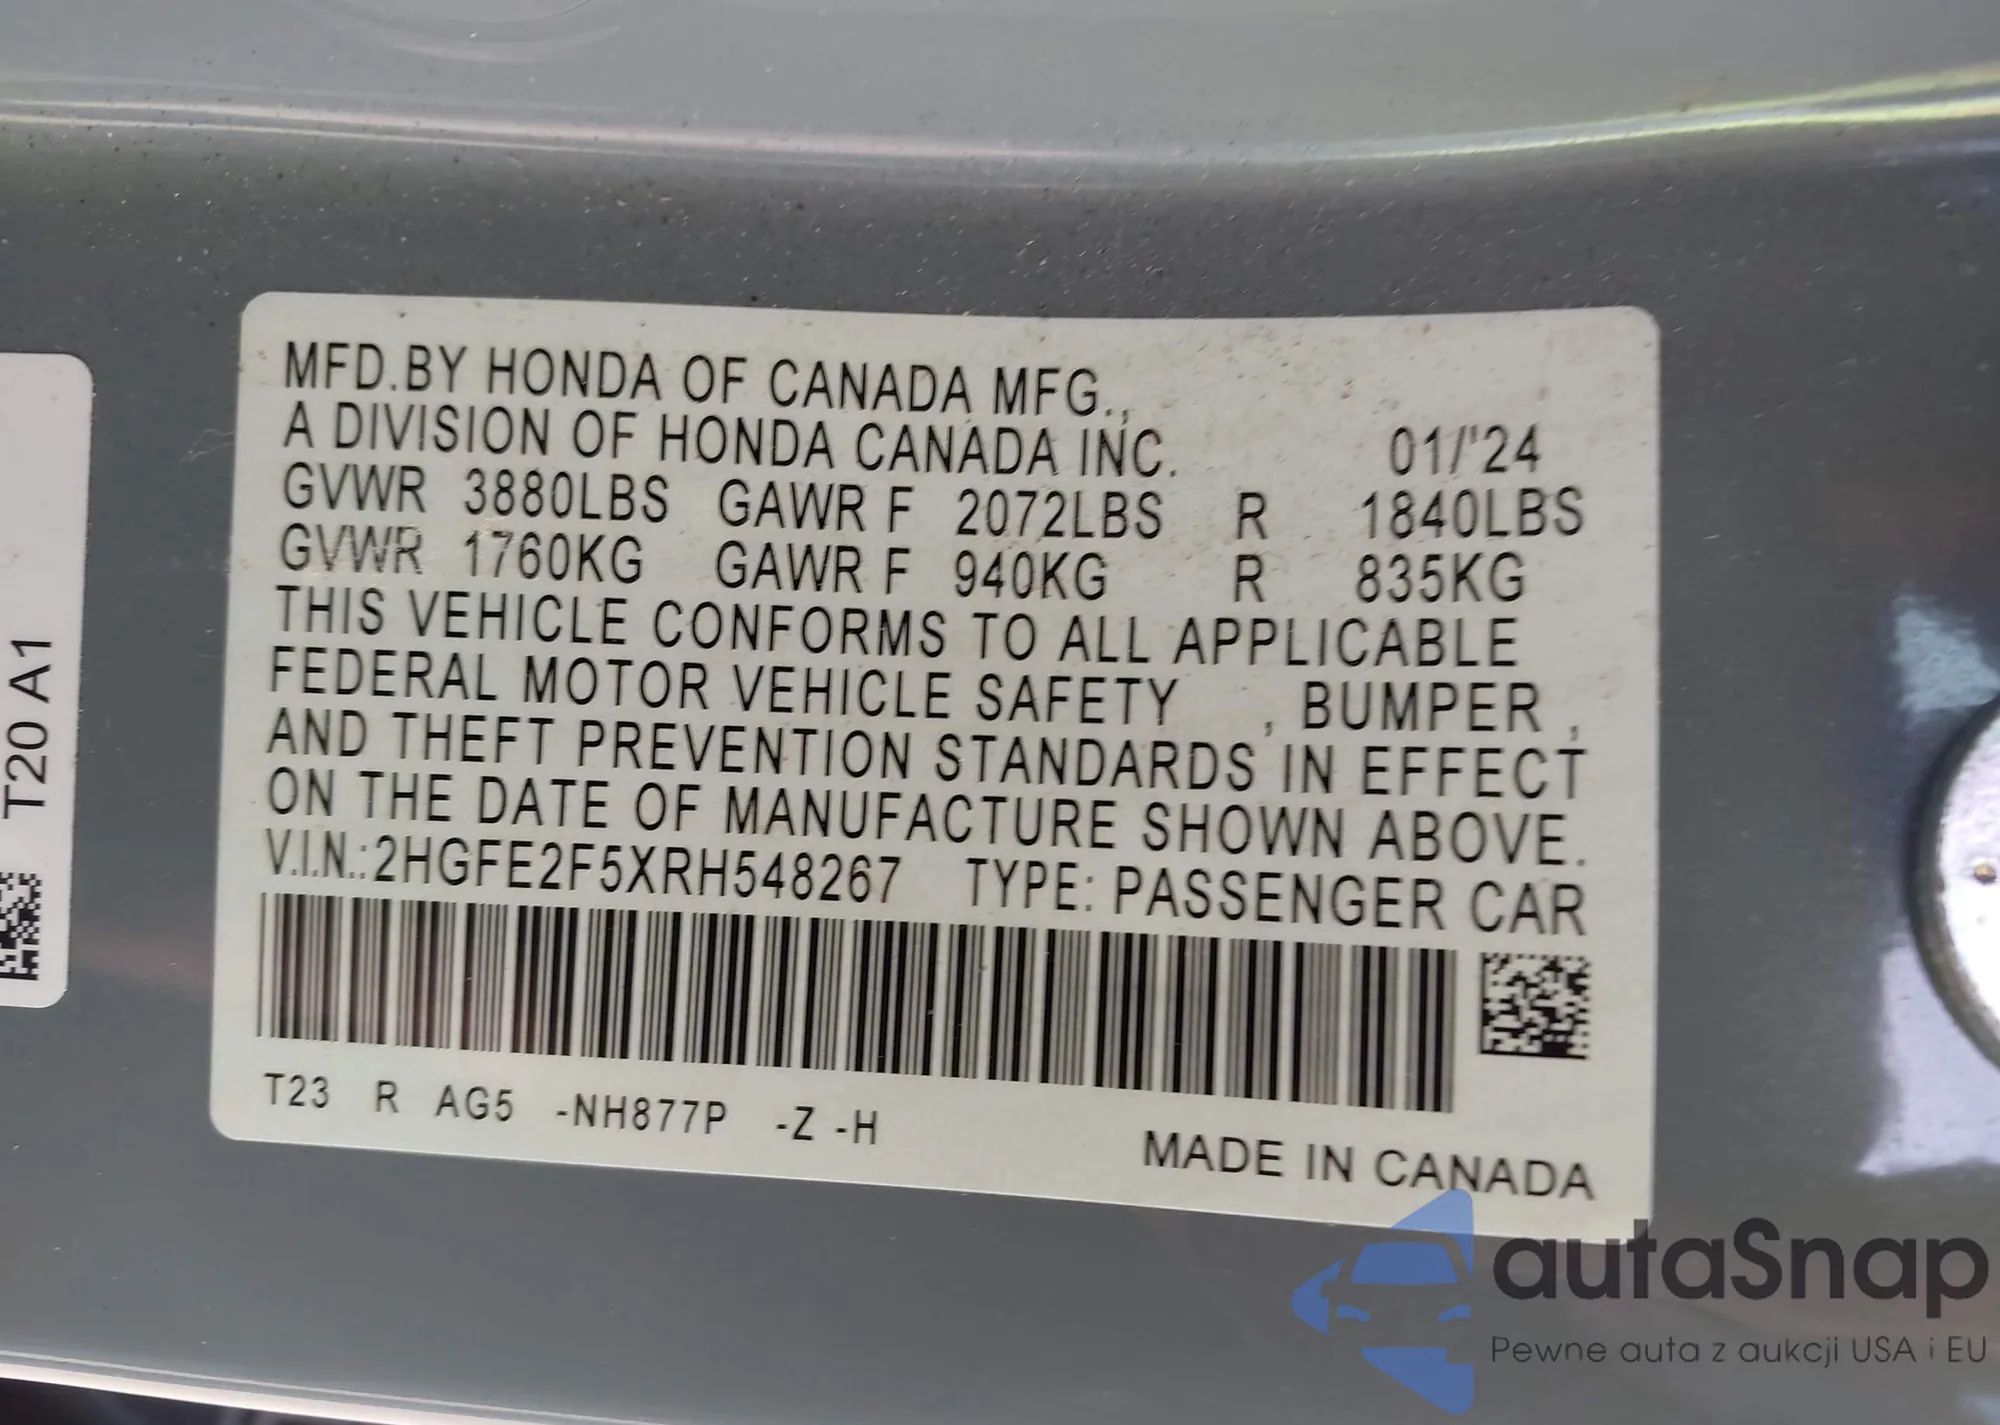 MFD.BY HONDA OF CANADA MFG.,
A DIVISION OF HONDA CANADA INC. 01/'24
GVWR 3880LBS GAWR F 2072LBS R 1840LBS
GVWR 1760KG GAWR F 940KG R 835KG
THIS VEHICLE CONFORMS TO ALL APPLICABLE
FEDERAL MOTOR VEHICLE SAFETY , BUMPER ,
AND THEFT PREVENTION STANDARDS IN EFFECT
ON THE DATE OF MANUFACTURE SHOWN ABOVE.
V.I.N.:2HGFE2F5XRH548267 TYPE: PASSENGER CAR
T23 R AG5 -NH877P -Z -H
MADE IN CANADA
T20 A1
autaSnap
Pewne auta z aukcji USA i EU